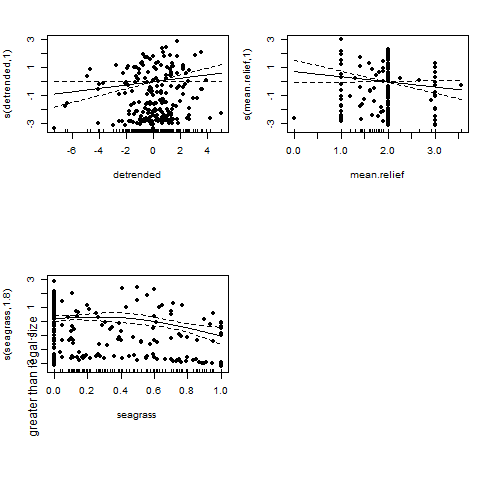 s(detrended,1)
3
1
-1
-3
-6 -4 -2 0 2 4
detrended
s(mean.relief,1)
3
1
-1
-3
0.0 1.0 2.0 3.0
mean.relief
s(seagrass,1.8)
greater than legal size
3
1
-1
-3
0.0 0.2 0.4 0.6 0.8 1.0
seagrass